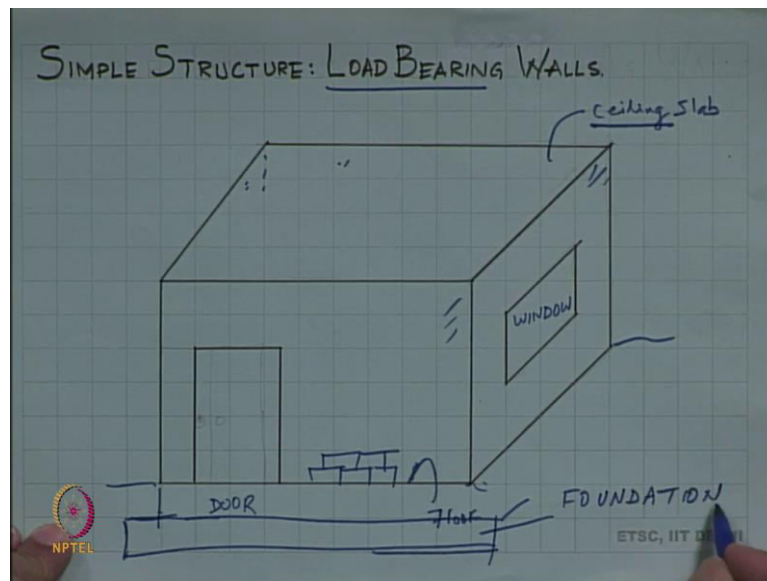 SIMPLE STRUCTURE: LOAD BEARING WALLS.
Ceiling Slab
WINDOW
DOOR
Floor
FOUNDATION
NPTEL
ETSC, IIT